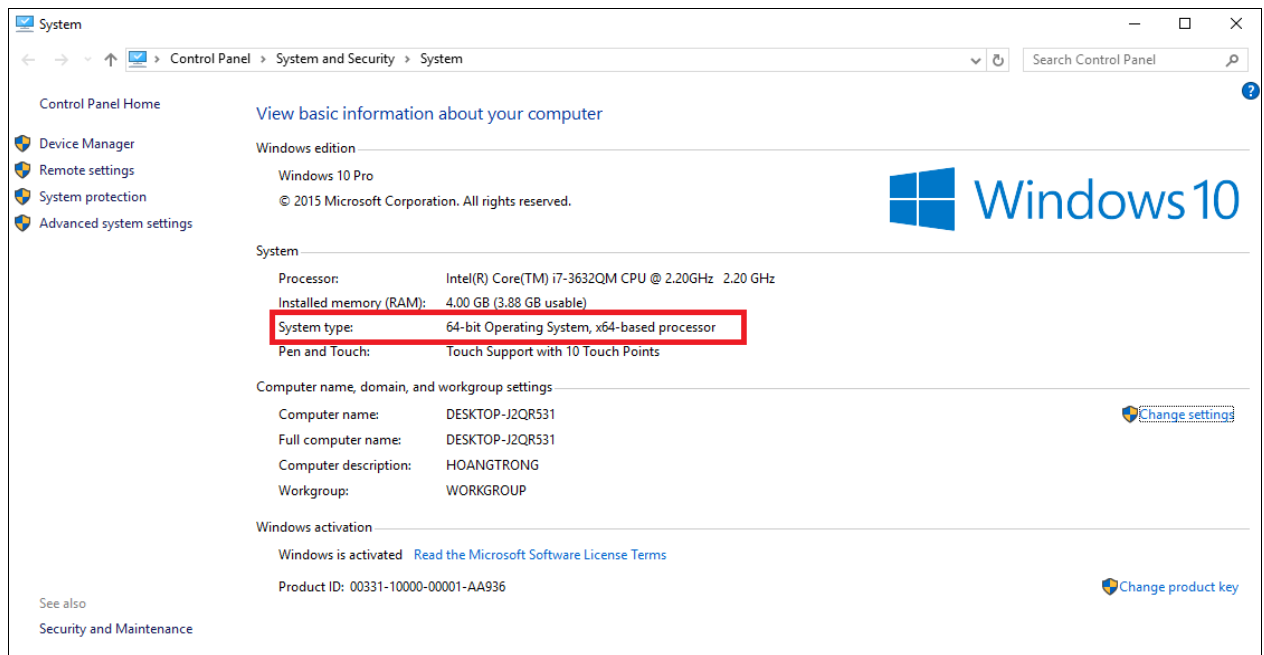 System
Control Panel > System and Security > System
Search Control Panel
Control Panel Home
Device Manager
Remote settings
System protection
Advanced system settings
See also
Security and Maintenance
?
View basic information about your computer
Windows edition
Windows 10 Pro
© 2015 Microsoft Corporation. All rights reserved.
Windows 10
System
Processor: Intel(R) Core(TM) i7-3632QM CPU @ 2.20GHz 2.20 GHz
Installed memory (RAM): 4.00 GB (3.88 GB usable)
System type: 64-bit Operating System, x64-based processor
Pen and Touch: Touch Support with 10 Touch Points
Computer name, domain, and workgroup settings
Computer name: DESKTOP-J2QR531
Change settings
Full computer name: DESKTOP-J2QR531
Computer description: HOANGTRONG
Workgroup: WORKGROUP
Windows activation
Windows is activated Read the Microsoft Software License Terms
Product ID: 00331-10000-00001-AA936
Change product key